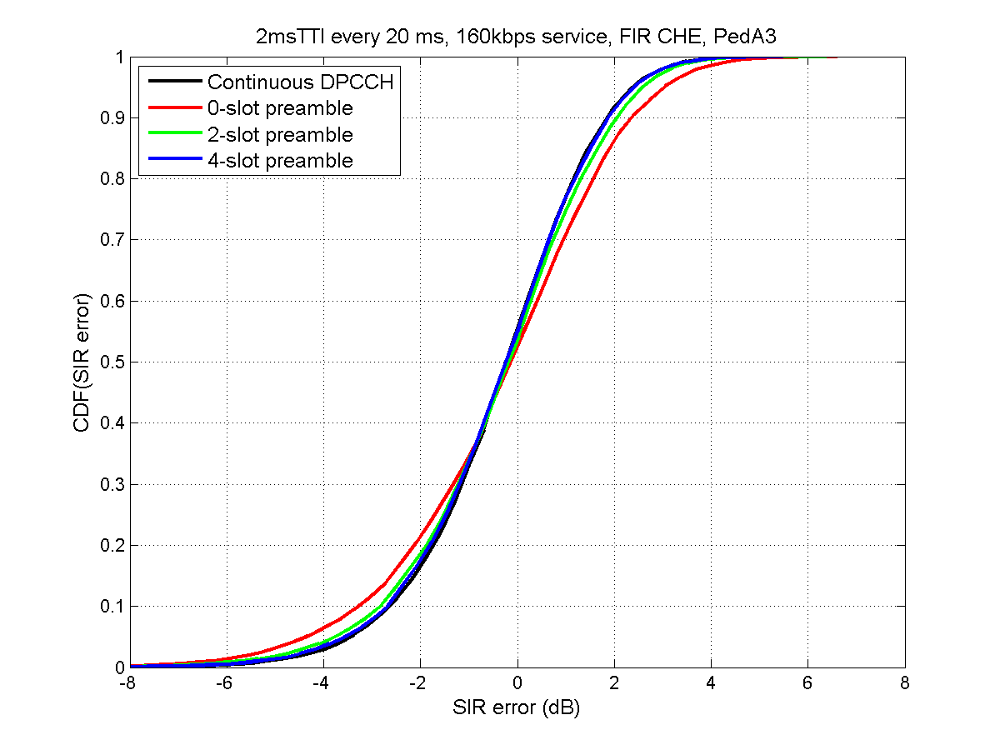 2msTTI every 20 ms, 160kbps service, FIR CHE, PedA3
Continuous DPCCH
0-slot preamble
2-slot preamble
4-slot preamble
CDF(SIR error)
1
0.9
0.8
0.7
0.6
0.5
0.4
0.3
0.2
0.1
0
-8 -6 -4 -2 0 2 4 6 8
SIR error (dB)